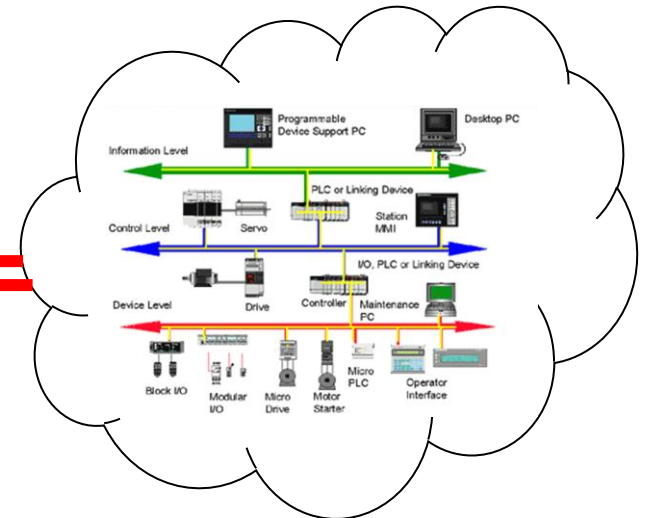 Programmable
Device Support PC
Desktop PC
Information Level
PLC or Linking Device
Station
MMI
Servo
Control Level
I/O, PLC or Linking Device
Drive
Controller
Maintenance
PC
Device Level
Block I/O
Modular
I/O
Micro
Drive
Motor
Starter
Micro
PLC
Operator
Interface